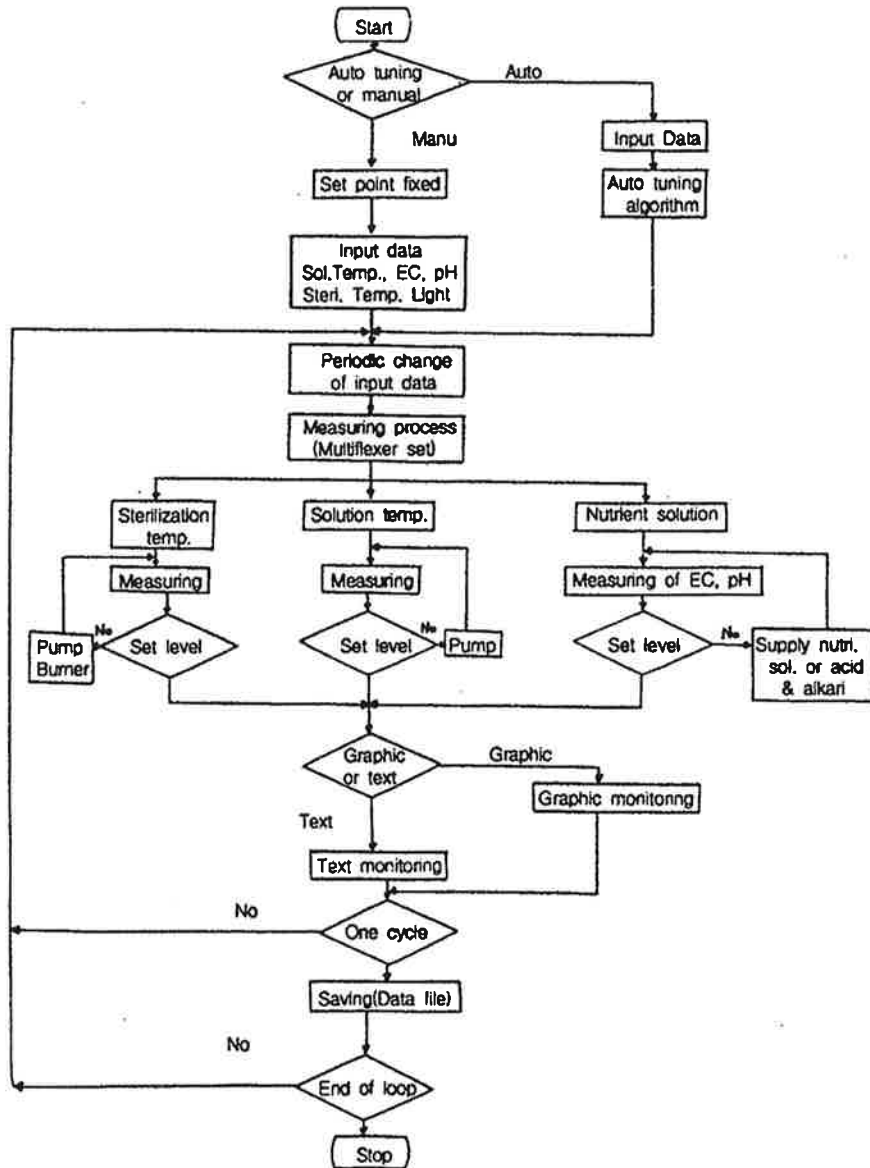 Start
Auto tuning
or manual
Auto
Manu
Input Data
Set point fixed
Auto tuning
algorithm
Input data
Sol.Temp., EC, pH
Steri. Temp. Light
Periodic change
of input data
Measuring process
(Multiflexer set)
Sterilization
temp.
Solution temp.
Nutrient solution
Measuring
Measuring
Measuring of EC, pH
No
Set level
Pump
Burner
Set level
No
Pump
Set level
No
Supply nutri.
sol. or acid
& alkari
Graphic
or text
Graphic
Graphic monitoring
Text
Text monitoring
No
One cycle
Saving(Data file)
No
End of loop
Stop